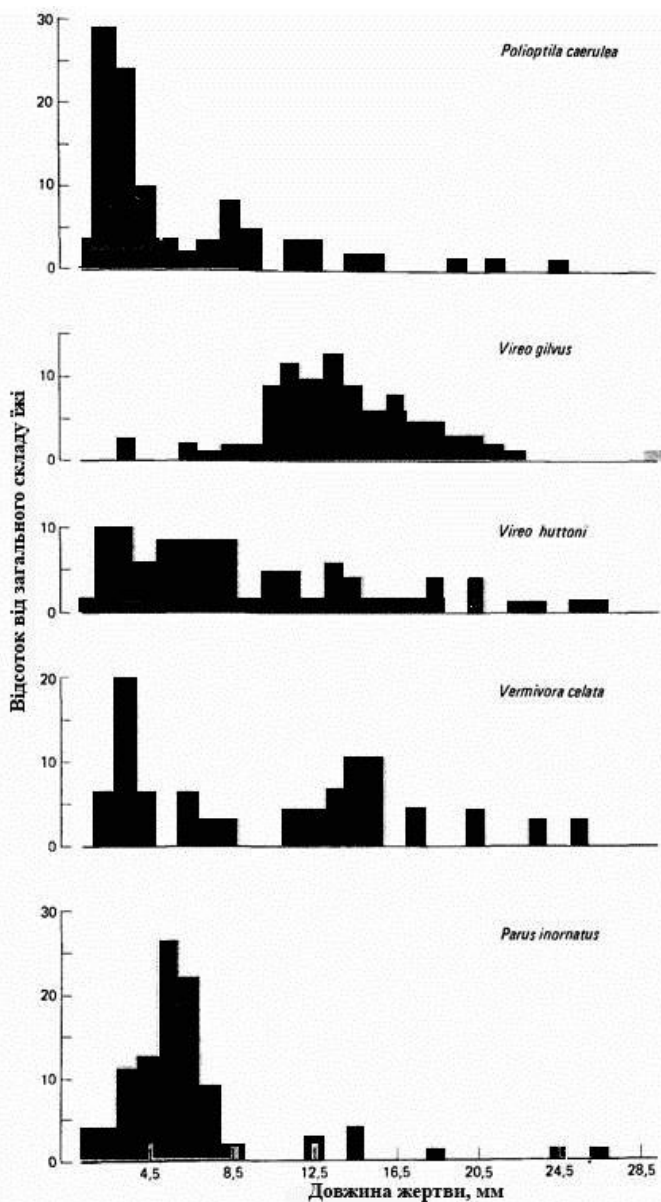 Відсоток від загального складу їжі
30
20
10
0
Polioptila caerulea
10
0
Vireo gilvus
10
0
Vireo huttoni
20
10
0
Vermivora celata
30
20
10
0
Parus inornatus
4,5 8,5 12,5 16,5 20,5 24,5 28,5
Довжина жертви, мм